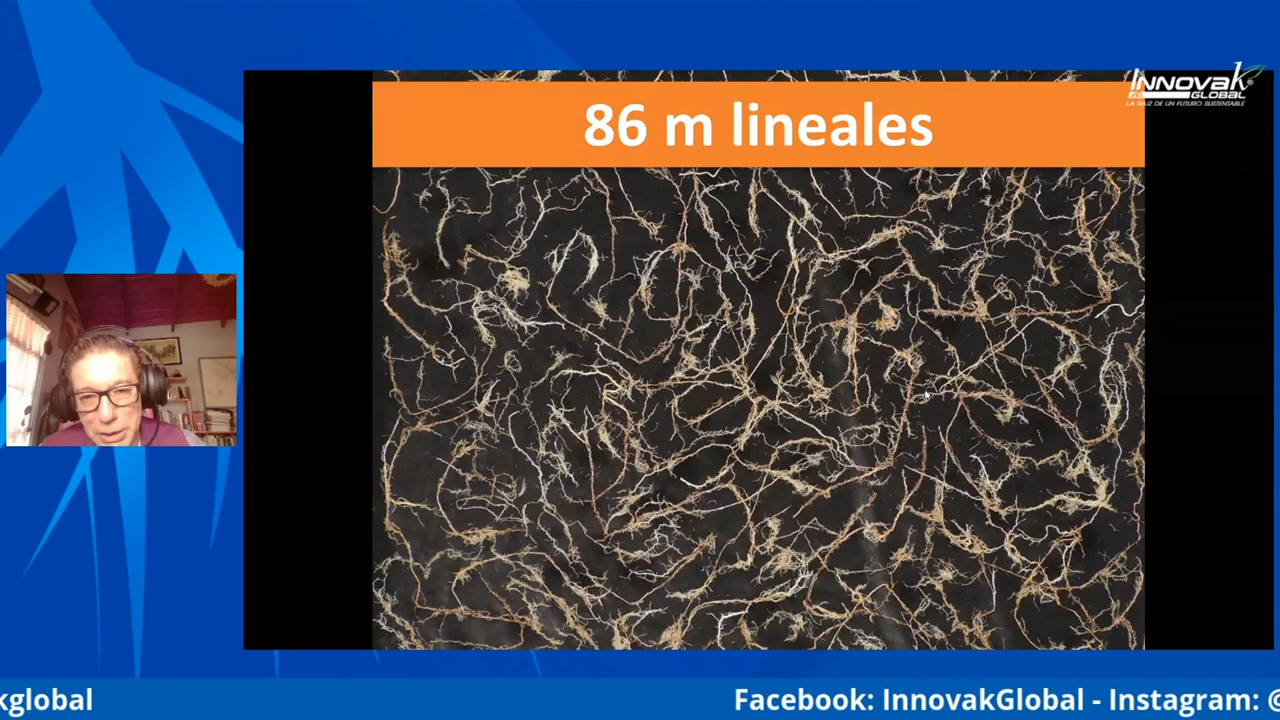 86 m lineales
INNOVAK
GLOBAL
LA RAÍZ DE UN FUTURO SUSTENTABLE
kglobal
Facebook: InnovakGlobal - Instagram: @